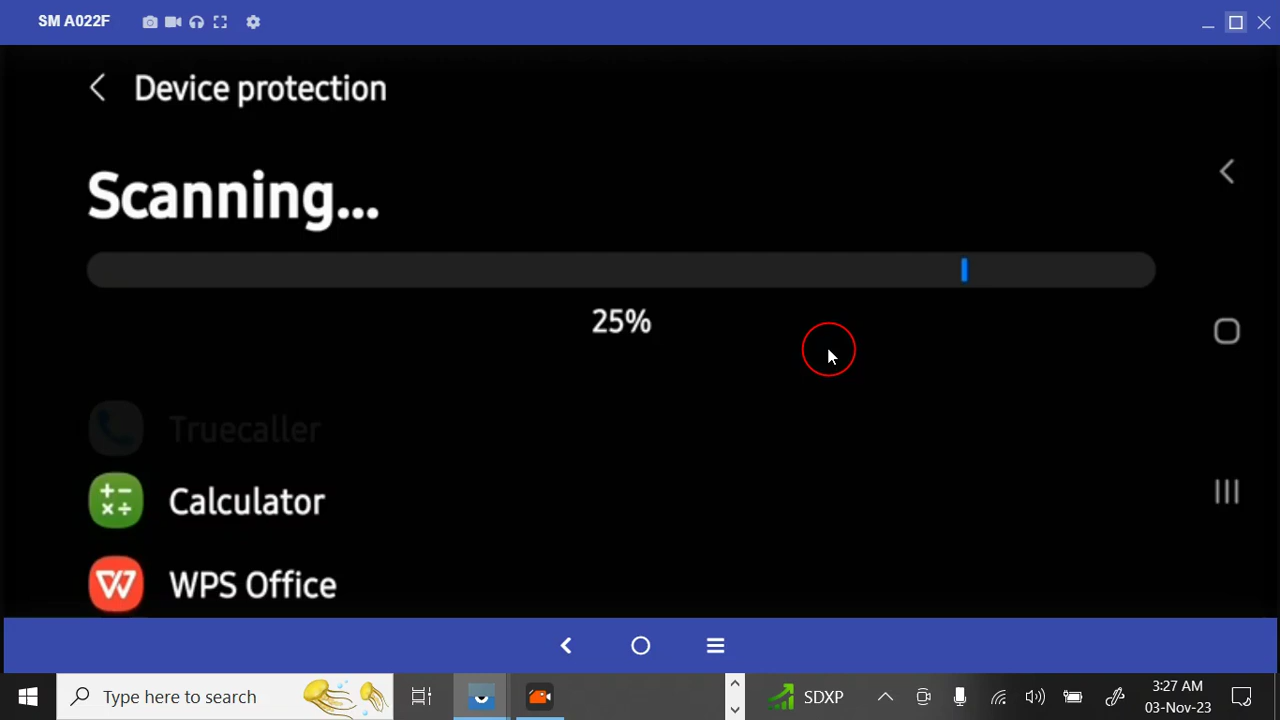 SM A022F
Device protection
Scanning...
25%
Truecaller
Calculator
WPS Office
Type here to search
SDXP
3:27 AM
03-Nov-23